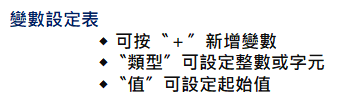 變數設定表
◆ 可按〝+〞新增變數
◆ 〝類型〞可設定整數或字元
◆ 〝值〞可設定起始值